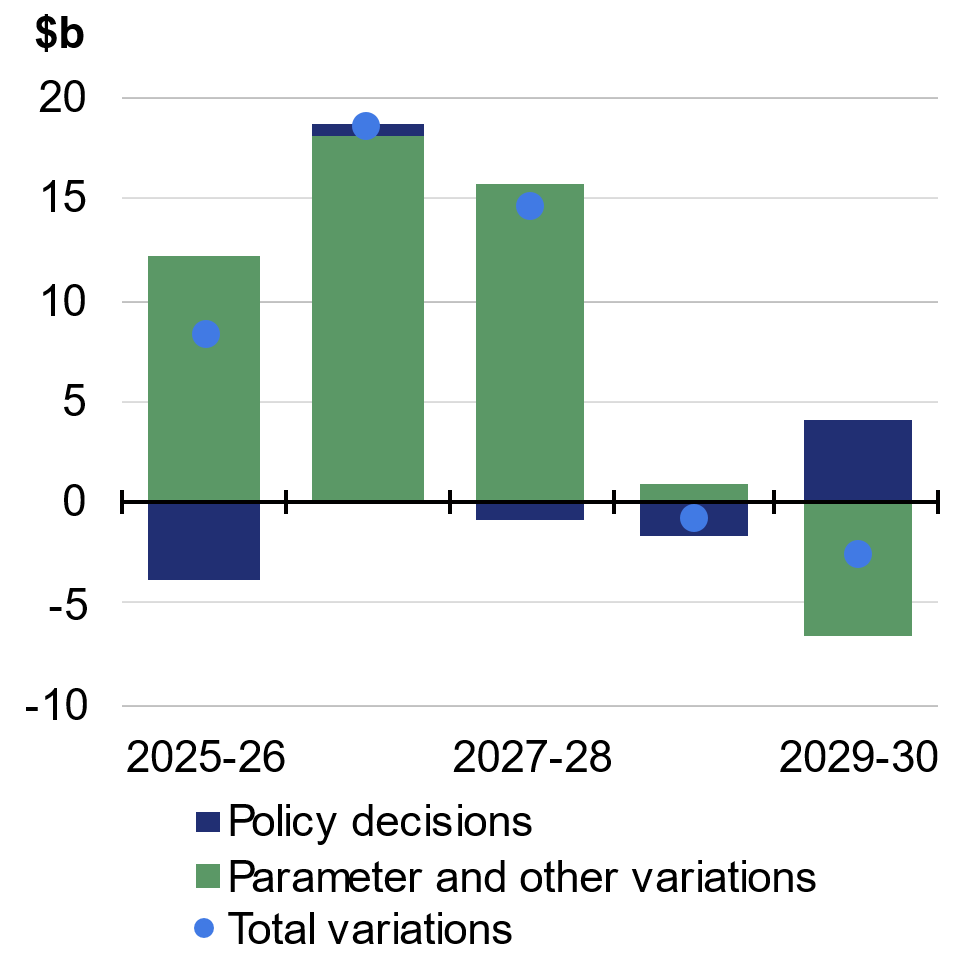 $b
20
15
10
5
0
-5
-10
2025-26 2027-28 2029-30
Policy decisions
Parameter and other variations
Total variations